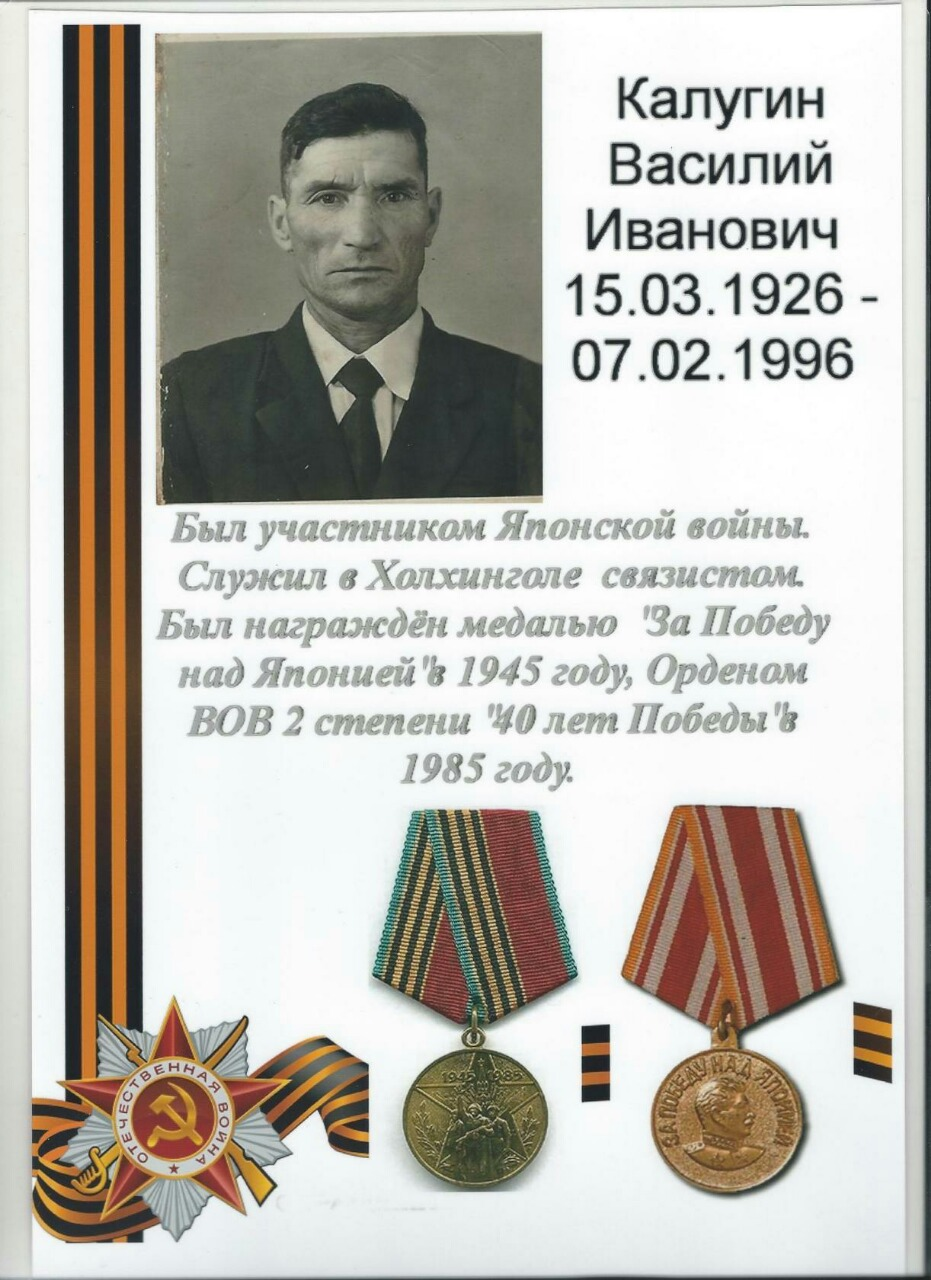 Калугин
Василий
Иванович
15.03.1926 -
07.02.1996
Был участником Японской войны.
Служил в Холхинголе связистом.
Был награждён медалью "За Победу
над Японией"в 1945 году, Орденом
ВОВ 2 степени "40 лет Победы"в
1985 году.
1945 1985
ОТЕЧЕСТВЕННАЯ ВОЙНА
ЗА ПОБЕДУ НАД ЯПОНИЕЙ